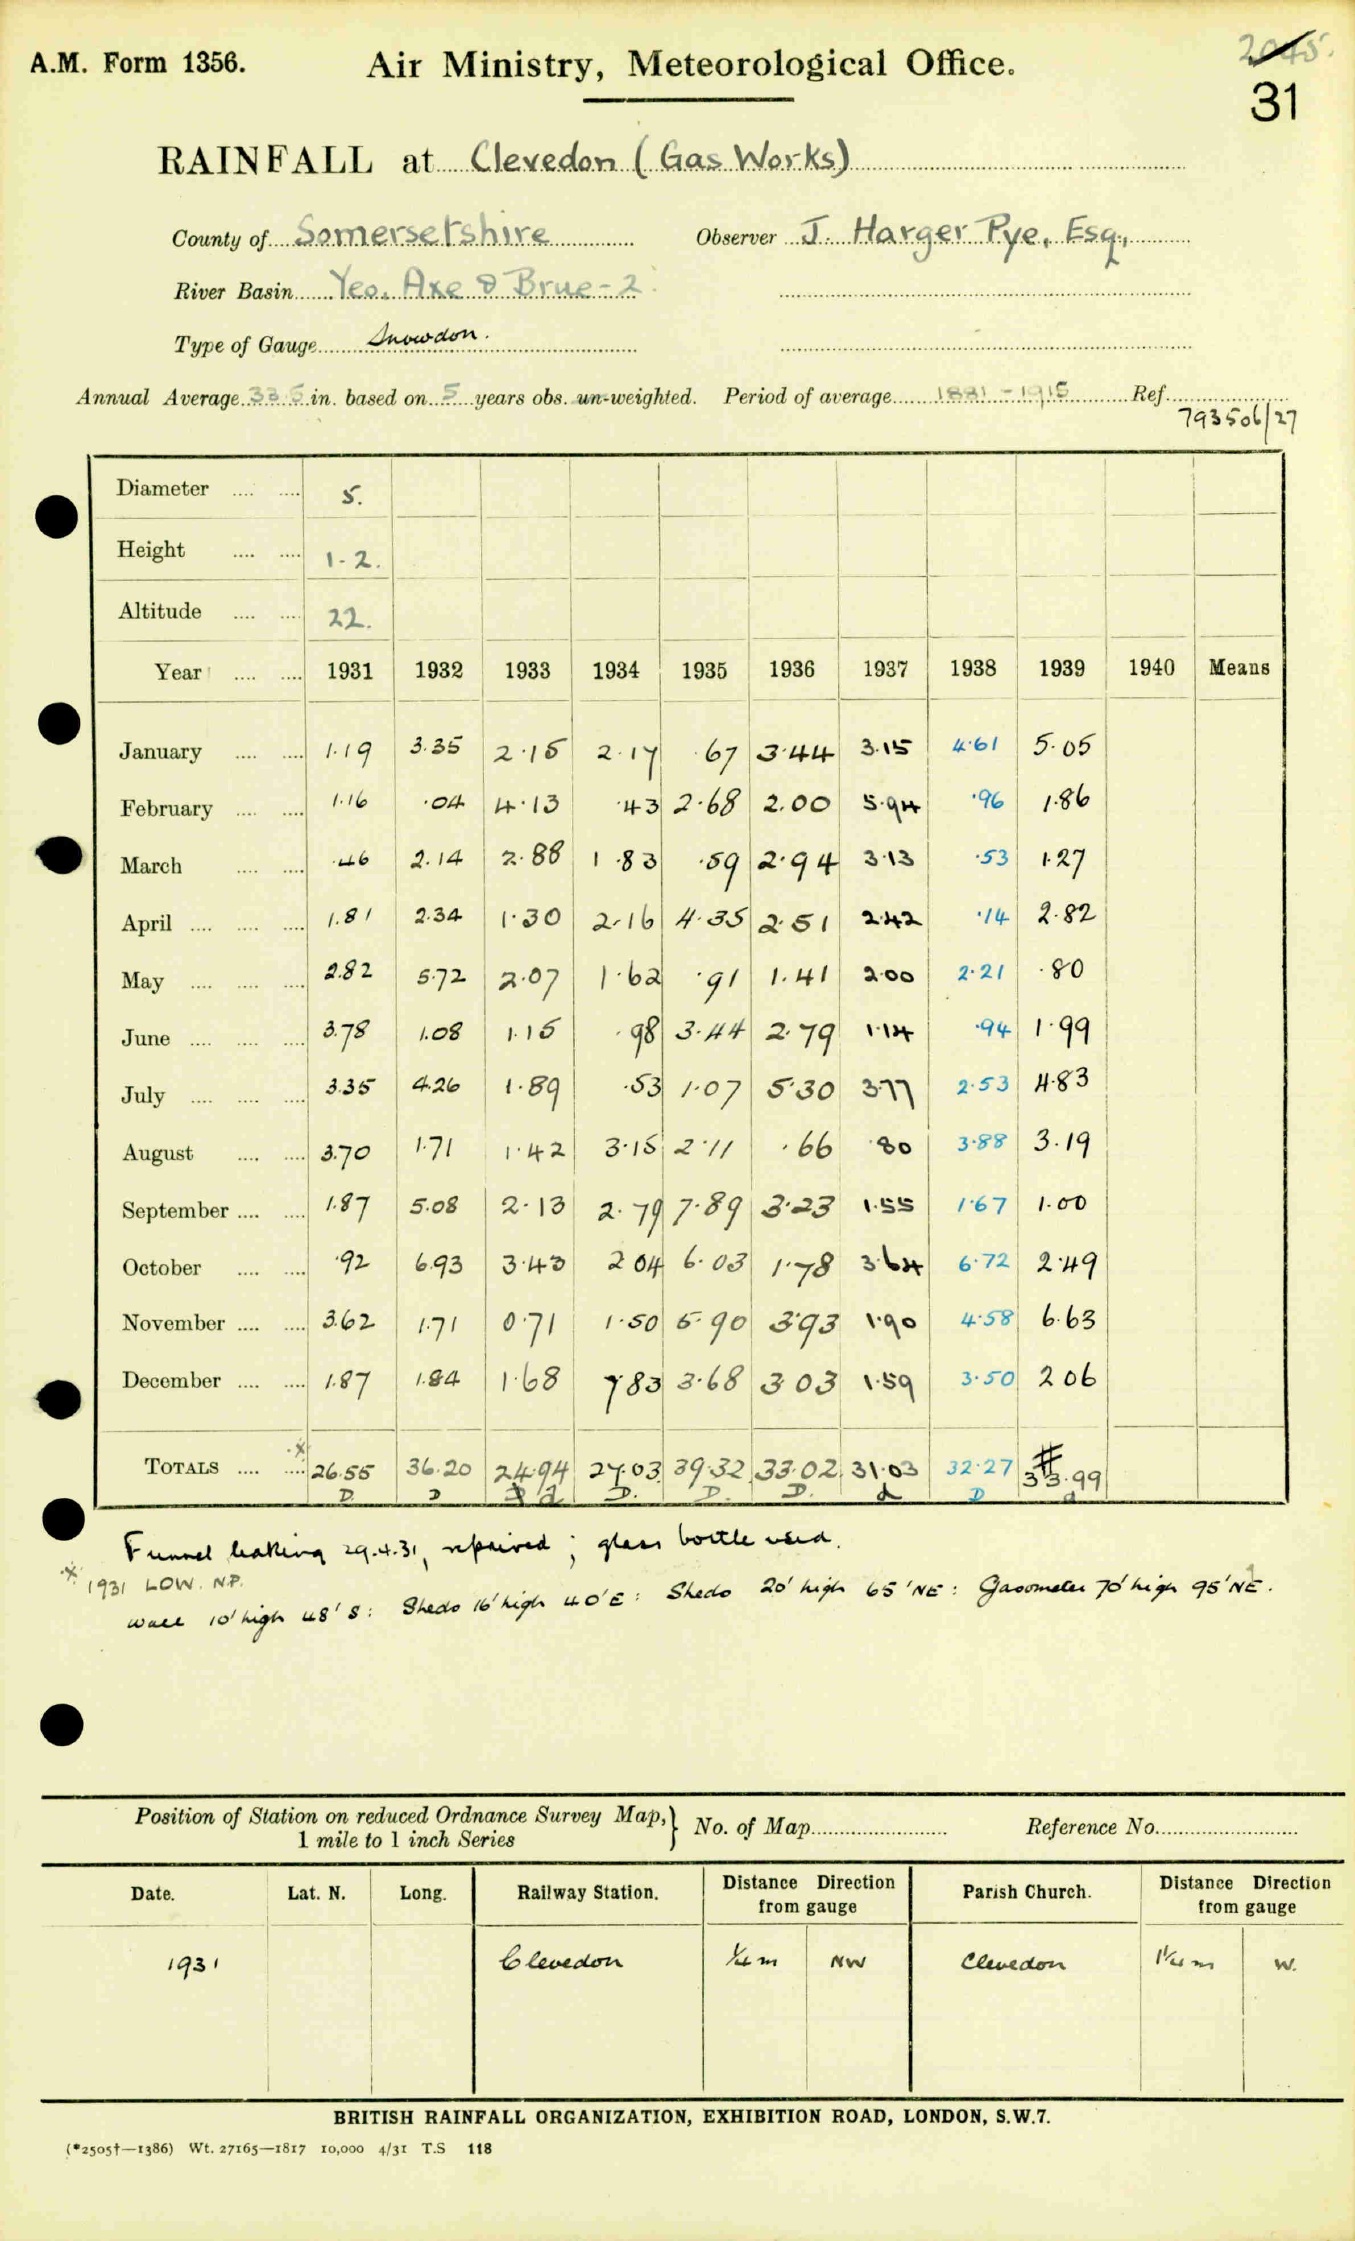 A.M. Form 1356.
Air Ministry, Meteorological Office.
2045.
31
RAINFALL at Clevedon (Gas Works)
County of Somersetshire Observer J. Harger Pye, Esq.,
River Basin Yeo, Axe & Brue-2
Type of Gauge Snowdon.
Annual Average 33.5 in. based on 5 years obs. un-weighted. Period of average 1881-1915 Ref.
793506/27
Diameter 5.
Height 1-2.
Altitude 22.
Year 1931 1932 1933 1934 1935 1936 1937 1938 1939 1940 Means
January 1.19 3.35 2.15 2.17 .67 3.44 3.15 4.61 5.05
February 1.16 .04 4.13 .43 2.68 2.00 5.94 .96 1.86
March .46 2.14 2.88 1.83 .59 2.94 3.13 .53 1.27
April 1.81 2.34 1.30 2.16 4.35 2.51 2.42 .14 2.82
May 2.82 5.72 2.07 1.62 .91 1.41 2.00 2.21 .80
June 3.78 1.08 1.15 .98 3.44 2.79 1.14 .94 1.99
July 3.35 4.26 1.89 .53 1.07 5.30 3.77 2.53 4.83
August 3.70 1.71 1.42 3.15 2.11 .66 .80 3.88 3.19
September 1.87 5.08 2.13 2.79 7.89 3.23 1.55 1.67 1.00
October .92 6.93 3.43 2 04 6.03 1.78 3.64 6.72 2.49
November 3.62 1.71 0.71 1.50 5.90 3.93 1.90 4.58 6.63
December 1.87 1.84 1.68 7 83 3.68 3 03 1.59 3.50 2 06
TOTALS 26.55 36.20 24.94 27.03 39.32 33.02 31.03 32.27 33.99
D. D D d D. D. D. d D d
Funnel leaking 29.4.31, repaired; glass bottle used.
1931 LOW. N.P.
Wall 10' high 48' S: Sheds 16' high 40' E: Sheds 20' high 65' NE: Gasometer 70' high 95' NE.
Position of Station on reduced Ordnance Survey Map, 1 mile to 1 inch Series No. of Map Reference No.
Date. Lat. N. Long. Railway Station. Distance Direction from gauge Parish Church. Distance Direction from gauge
1931 Clevedon ¼ m NW Clevedon 1¼ m W.
BRITISH RAINFALL ORGANIZATION, EXHIBITION ROAD, LONDON, S.W.7.
(*2505†—1386) Wt. 27165—1817 10,000 4/31 T.S 118